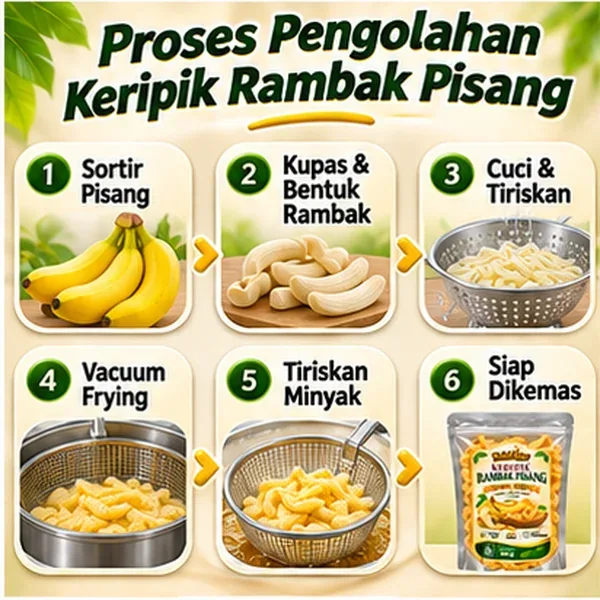 Proses Pengolahan
Keripik Rambak Pisang
1 Sortir
Pisang
2 Kupas &
Bentuk
Rambak
3 Cuci &
Tiriskan
4 Vacuum
Frying
5 Tiriskan
Minyak
6 Siap
Dikemas
KERIPIK
RAMBAK PISANG